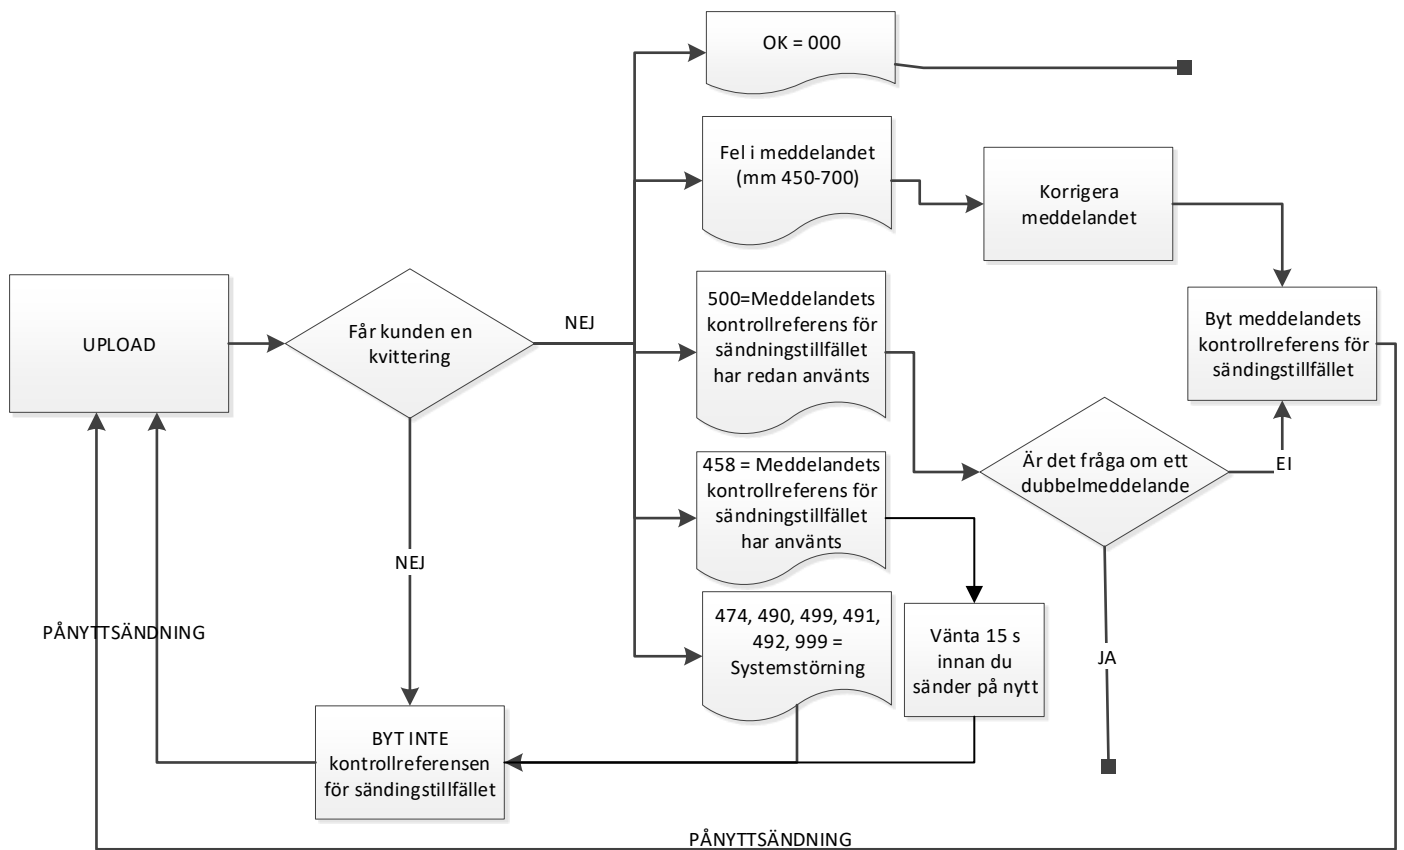 OK = 000
Fel i meddelandet
(mm 450-700)
Korrigera
meddelandet
UPLOAD
Får kunden en
kvittering
NEJ
500=Meddelandets
kontrollreferens för
sändningstillfället
har redan använts
Byt meddelandets
kontrollreferens för
sändingstillfället
Är det fråga om ett
dubbelmeddelande
EI
458 = Meddelandets
kontrollreferens för
sändningstillfället
har använts
NEJ
PÅNYTTSÄNDNING
474, 490, 499, 491,
492, 999 =
Systemstörning
Vänta 15 s
innan du
sänder på nytt
JA
BYT INTE
kontrollreferensen
för sändingstillfället
PÅNYTTSÄNDNING